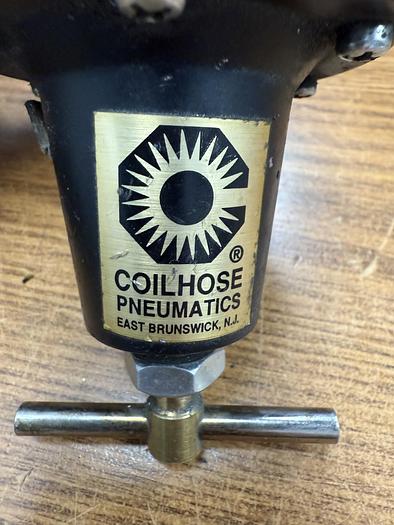 ®
COILHOSE
PNEUMATICS
EAST BRUNSWICK, N.J.